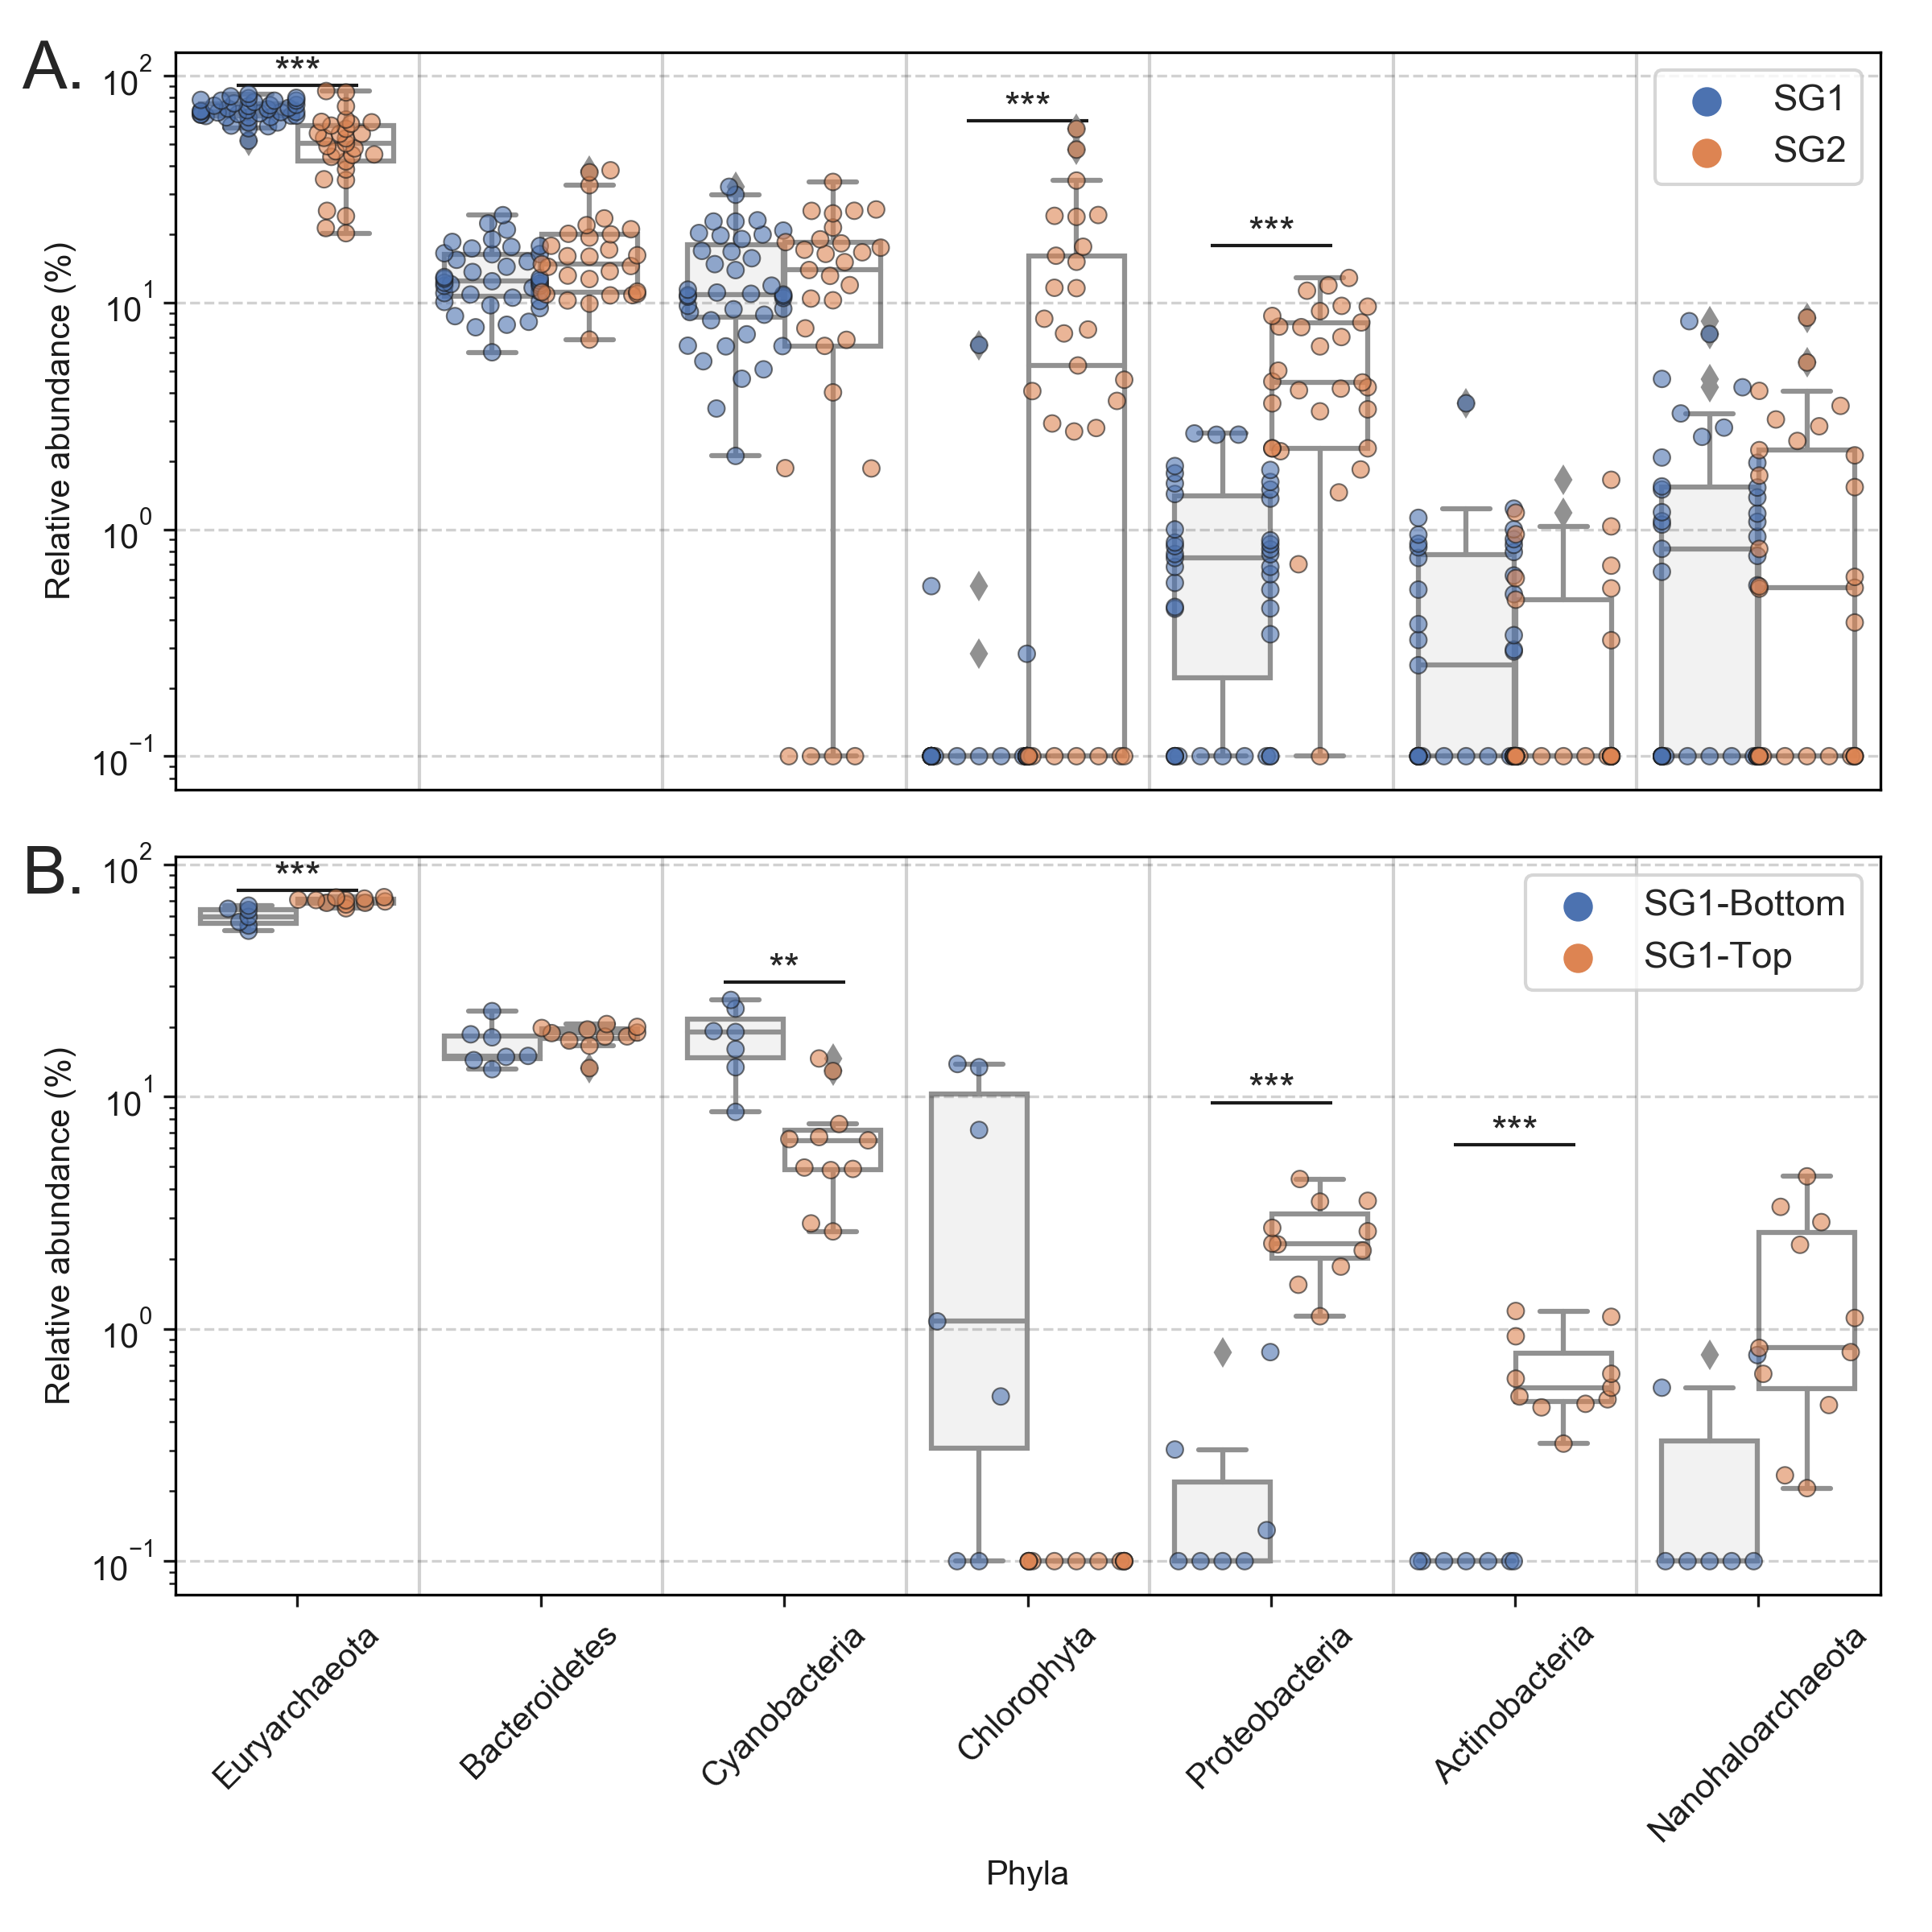 A.
Relative abundance (%)
10^2
10^1
10^0
10^-1
***
***
***
SG1
SG2
B.
Relative abundance (%)
10^2
10^1
10^0
10^-1
***
**
***
***
SG1-Bottom
SG1-Top
Euryarchaeota
Bacteroidetes
Cyanobacteria
Chlorophyta
Proteobacteria
Actinobacteria
Nanohaloarchaeota
Phyla